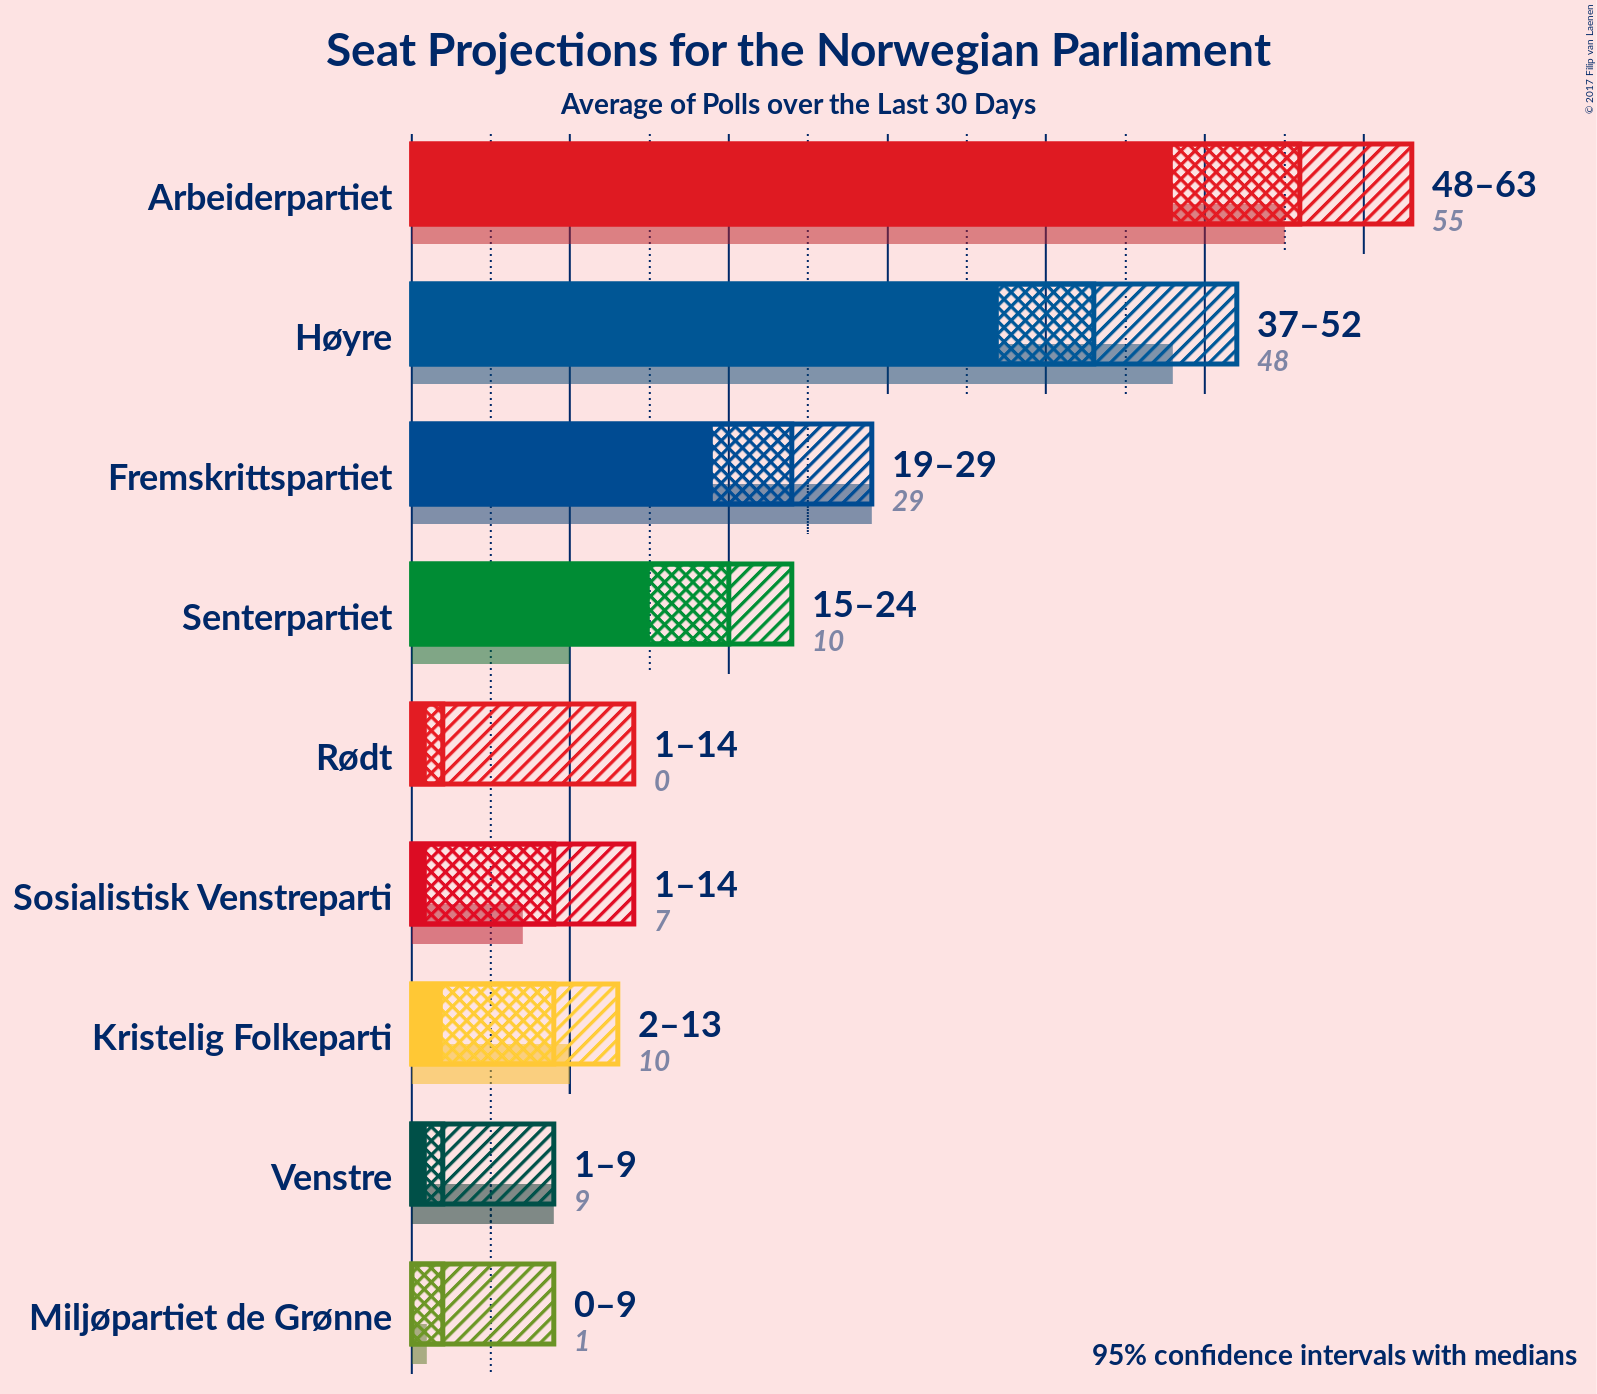 Seat Projections for the Norwegian Parliament
Average of Polls over the Last 30 Days
© 2017 Filip van Laenen
Arbeiderpartiet
48–63
55
Høyre
37–52
48
Fremskrittspartiet
19–29
29
Senterpartiet
15–24
10
Rødt
1–14
0
Sosialistisk Venstreparti
1–14
7
Kristelig Folkeparti
2–13
10
Venstre
1–9
9
Miljøpartiet de Grønne
0–9
1
95% confidence intervals with medians